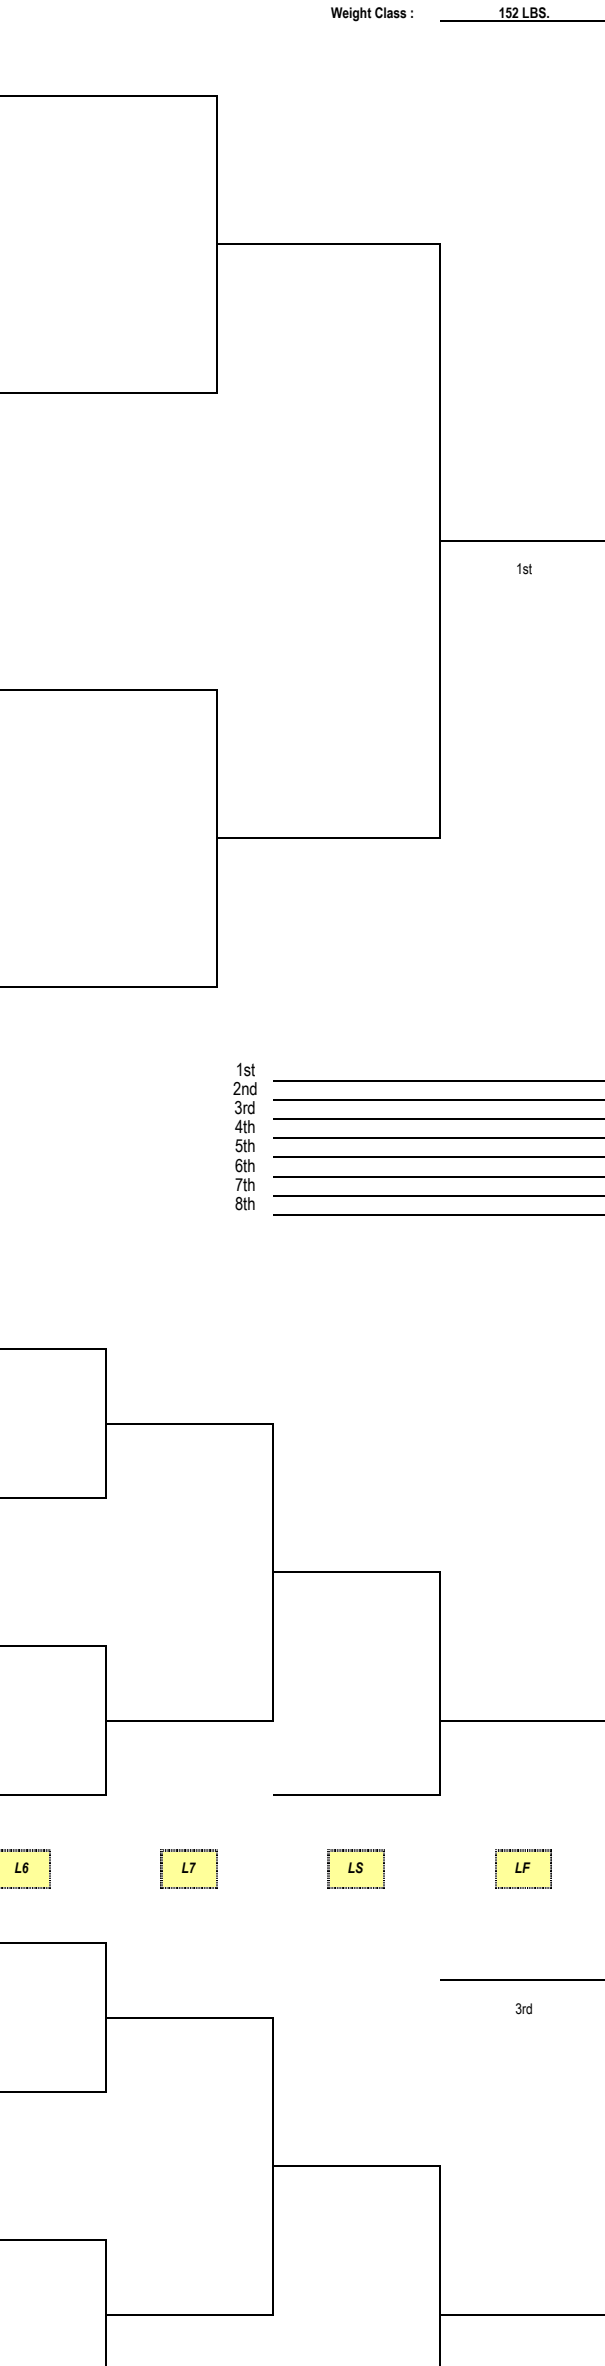 Weight Class : 152 LBS.
1st
1st
2nd
3rd
4th
5th
6th
7th
8th
L6 L7 LS LF
3rd